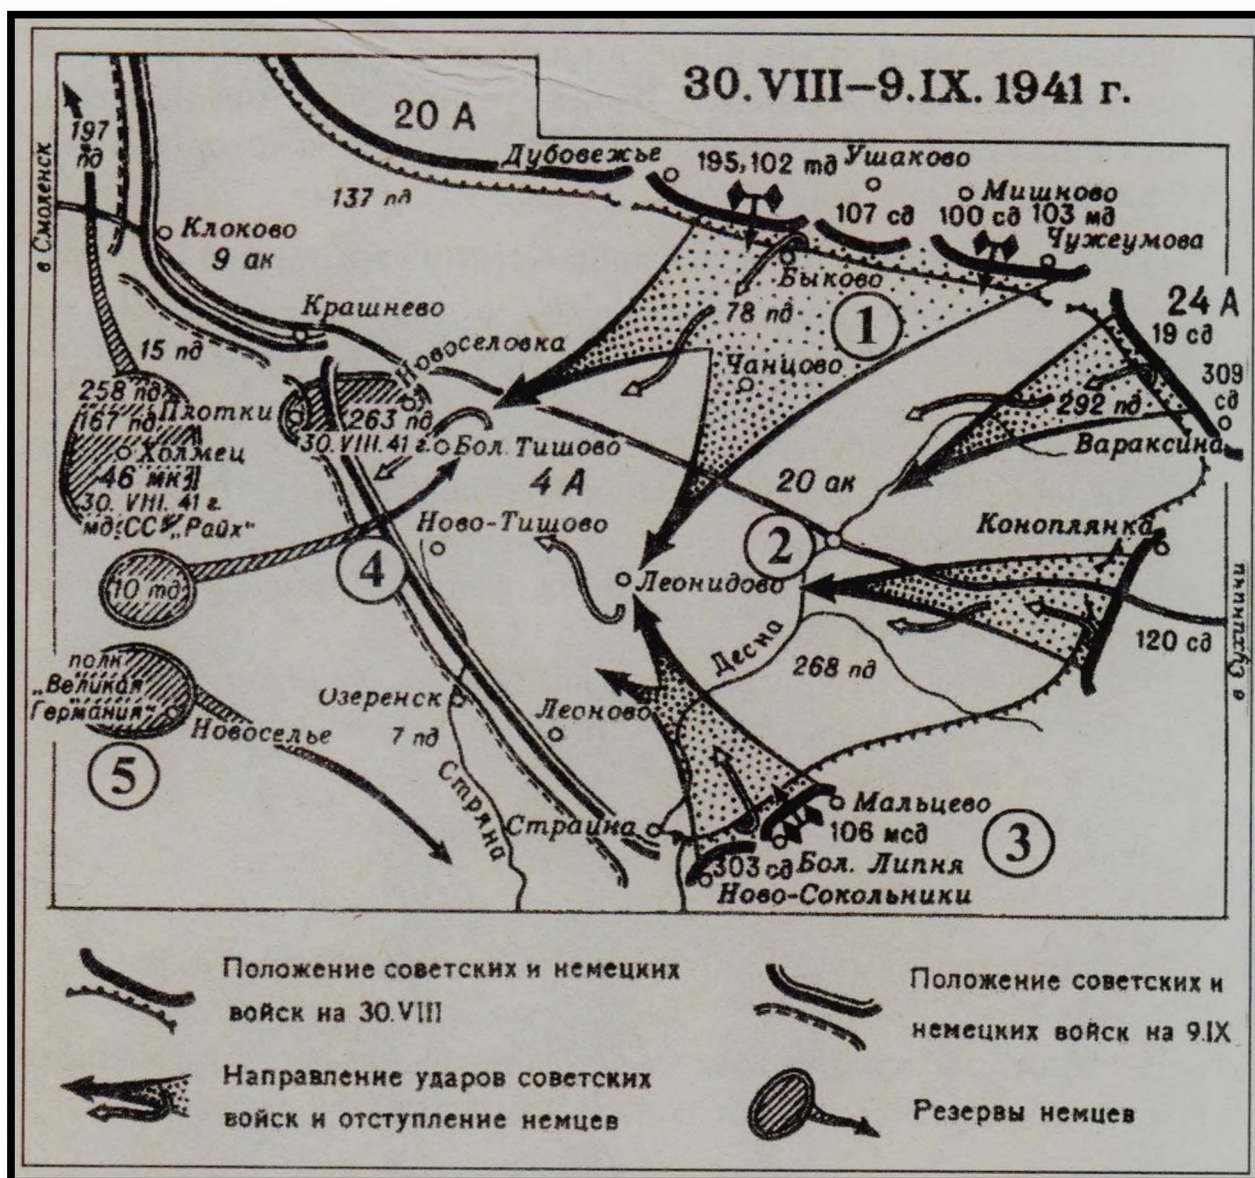 30.VIII–9.IX. 1941 г.
20 А
197
пд
в Смоленск
137 пд
Дубовежье
195,102 тд
Ушаково
107 сд
Мишково
100 сд 103 мд
Чужеумова
Клоково
9 ак
Быково
24 А
19 сд
Крашнево
78 пд
1
15 пд
Новоселовка
Чанцово
309
сд
258 пд
167 пд
Плотки
263 пд
292 пд
Вараксина
30.VIII.41 г.
Бол. Тишово
Холмец
46 мк
30. VIII. 41 г.
мд „СС" „Райх"
4 А
20 ак
Ново-Тишово
Коноплянка
2
4
10 тд
Леонидово
в Сухиничи
Десна
120 сд
268 пд
полк
„Великая
Германия"
Озеренск
Новоселье
7 пд
Леоново
5
Стряна
Страина
Мальцево
106 мсд
3
303 сд
Бол. Липня
Ново-Сокольники
Положение советских и немецких
войск на 30.VIII
Положение советских и
немецких войск на 9.IX
Направление ударов советских
войск и отступление немцев
Резервы немцев